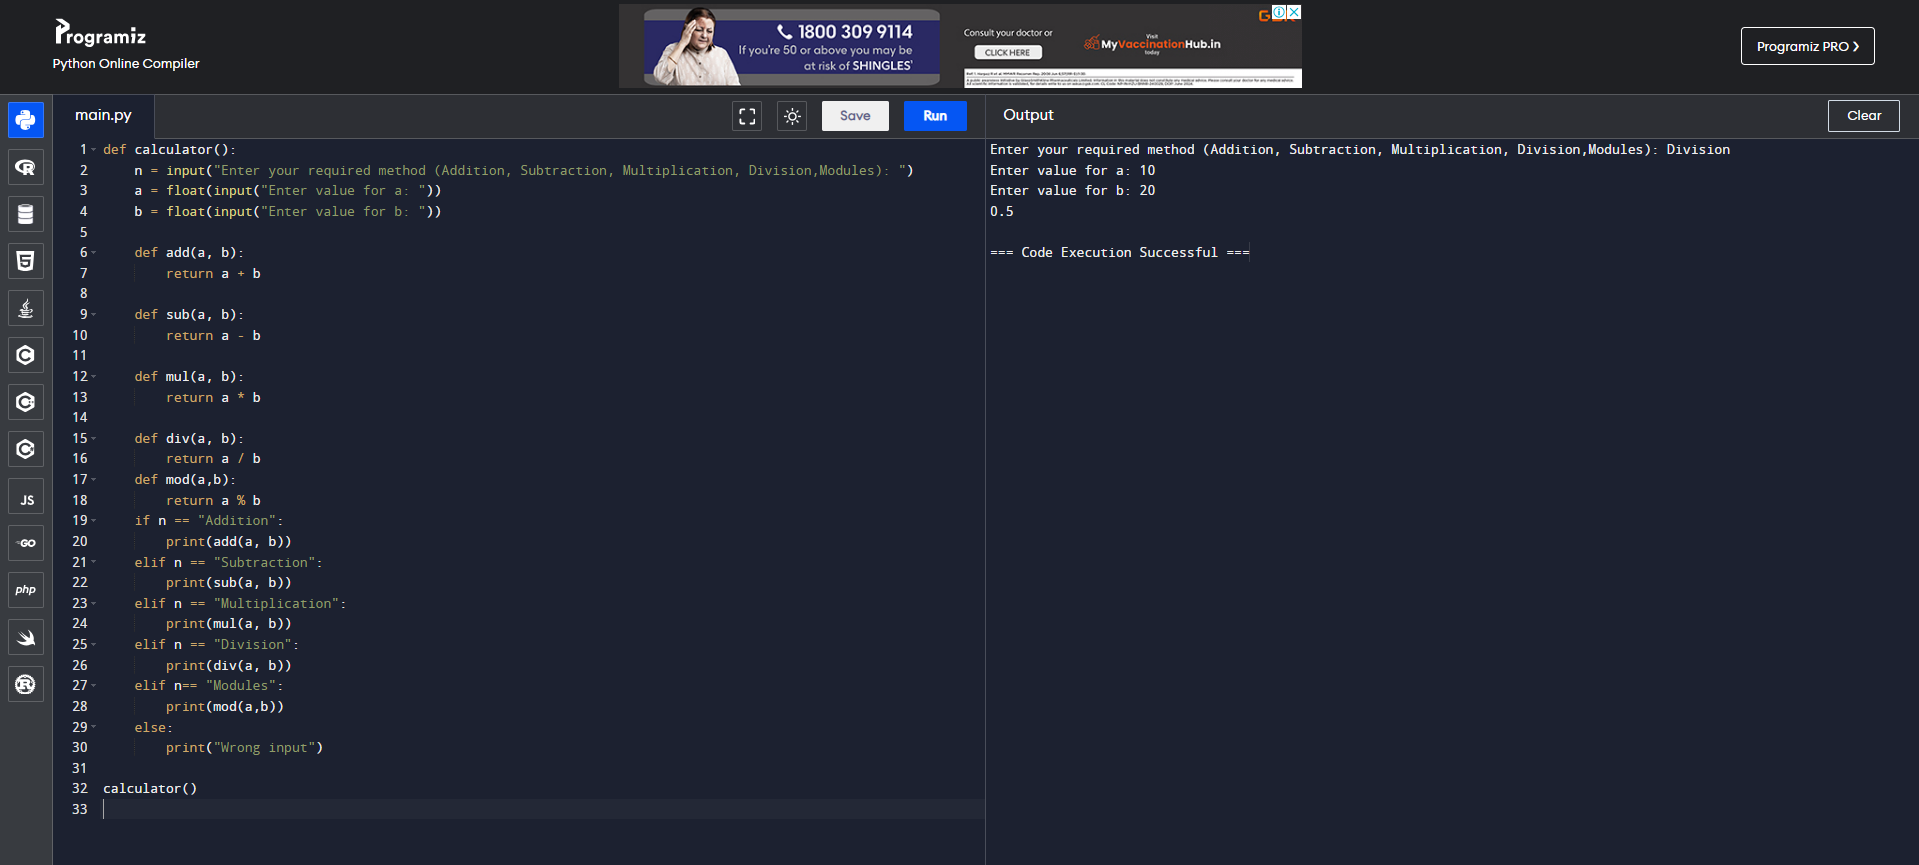 Programiz
Python Online Compiler
1800 309 9114
If you're 50 or above you may be
at risk of SHINGLES
Consult your doctor or
CLICK HERE
Visit
MyVaccinationHub.in
today
Programiz PRO
main.py
Save
Run
Output
Clear
1 def calculator():
2     n = input("Enter your required method (Addition, Subtraction, Multiplication, Division,Modules): ")
3     a = float(input("Enter value for a: "))
4     b = float(input("Enter value for b: "))
5
6     def add(a, b):
7         return a + b
8
9     def sub(a, b):
10         return a - b
11
12     def mul(a, b):
13         return a * b
14
15     def div(a, b):
16         return a / b
17     def mod(a,b):
18         return a % b
19     if n == "Addition":
20         print(add(a, b))
21     elif n == "Subtraction":
22         print(sub(a, b))
23     elif n == "Multiplication":
24         print(mul(a, b))
25     elif n == "Division":
26         print(div(a, b))
27     elif n== "Modules":
28         print(mod(a,b))
29     else:
30         print("Wrong input")
31
32 calculator()
33
Enter your required method (Addition, Subtraction, Multiplication, Division,Modules): Division
Enter value for a: 10
Enter value for b: 20
0.5
=== Code Execution Successful ===
JS
GO
php